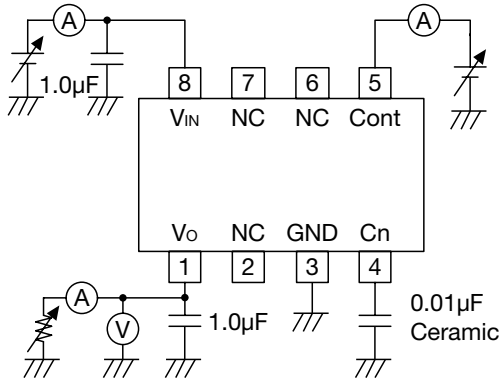 A
A
1.0µF
8
7
6
5
VIN
NC
NC
Cont
VO
NC
GND
Cn
1
2
3
4
A
V
1.0µF
0.01µF
Ceramic